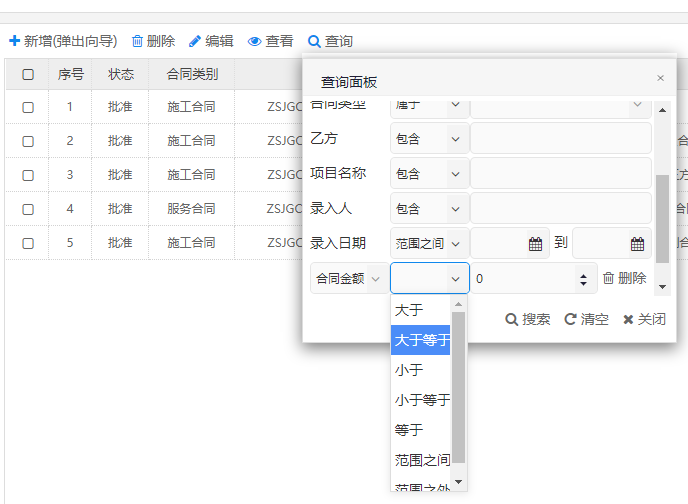 新增(弹出向导) 删除 编辑 查看 查询
序号 状态 合同类别
1 批准 施工合同 ZSJGC
2 批准 施工合同 ZSJGC
3 批准 施工合同 ZSJGC
4 批准 服务合同 ZSJGC
5 批准 施工合同 ZSJGC
查询面板 ×
合同类型 属于
乙方 包含
项目名称 包含
录入人 包含
录入日期 范围之间 到
合同金额 0 删除
大于
大于等于
小于
小于等于
等于
范围之间
范围之外
搜索 清空 关闭